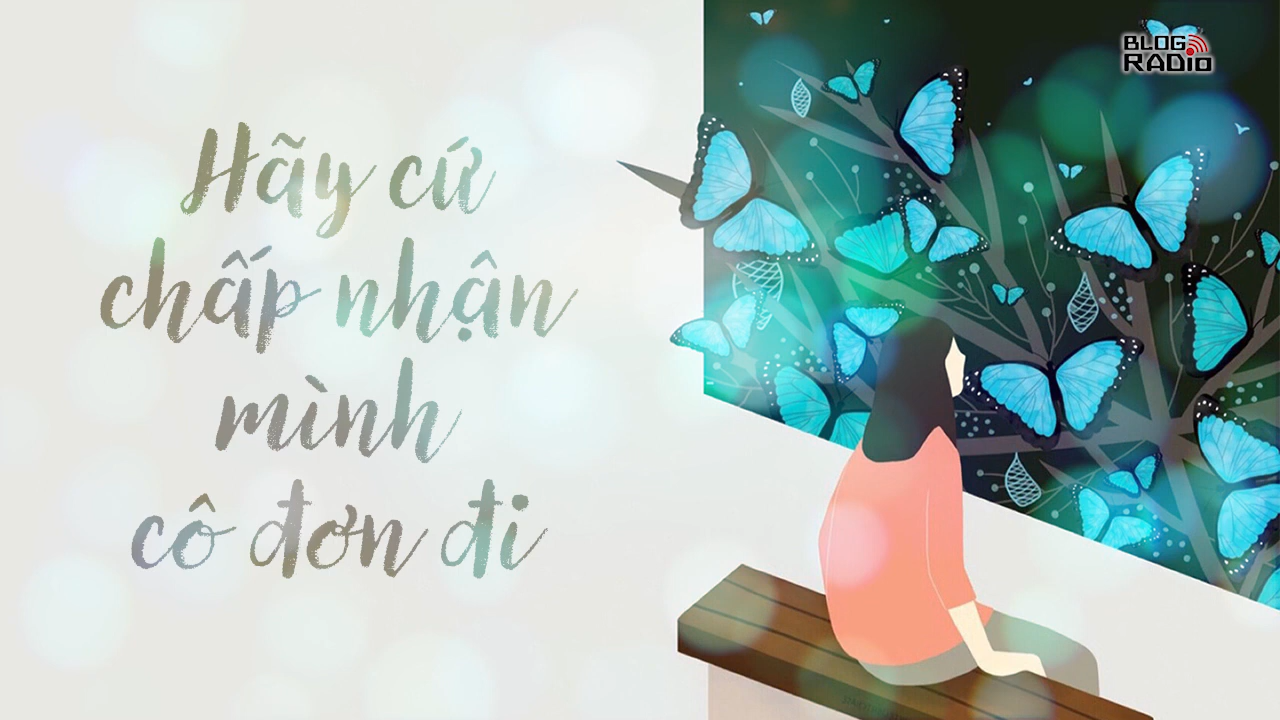 BLOG
RADIO
Hãy cứ
chấp nhận
mình
cô đơn đi